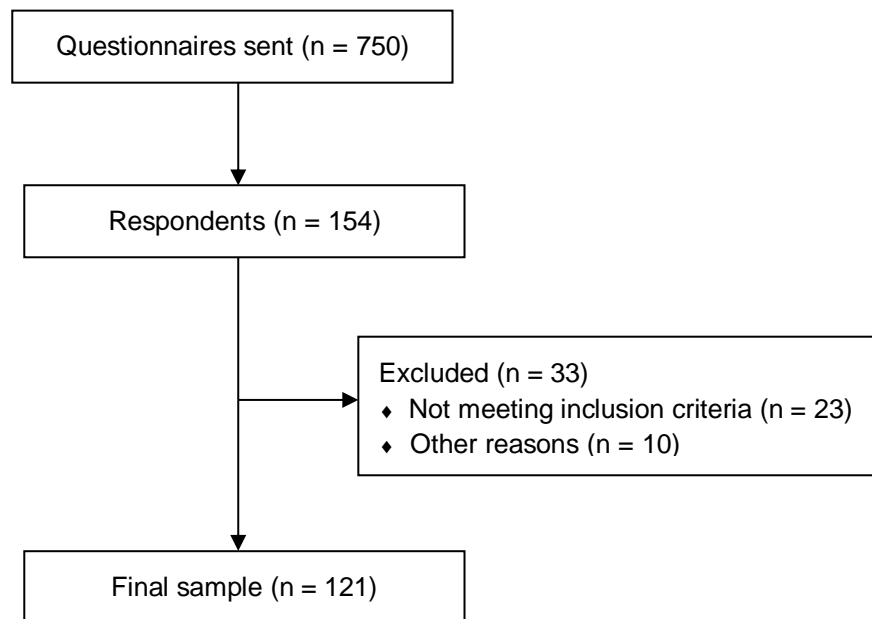 Questionnaires sent (n = 750)
Respondents (n = 154)
Excluded (n = 33)
♦ Not meeting inclusion criteria (n = 23)
♦ Other reasons (n = 10)
Final sample (n = 121)